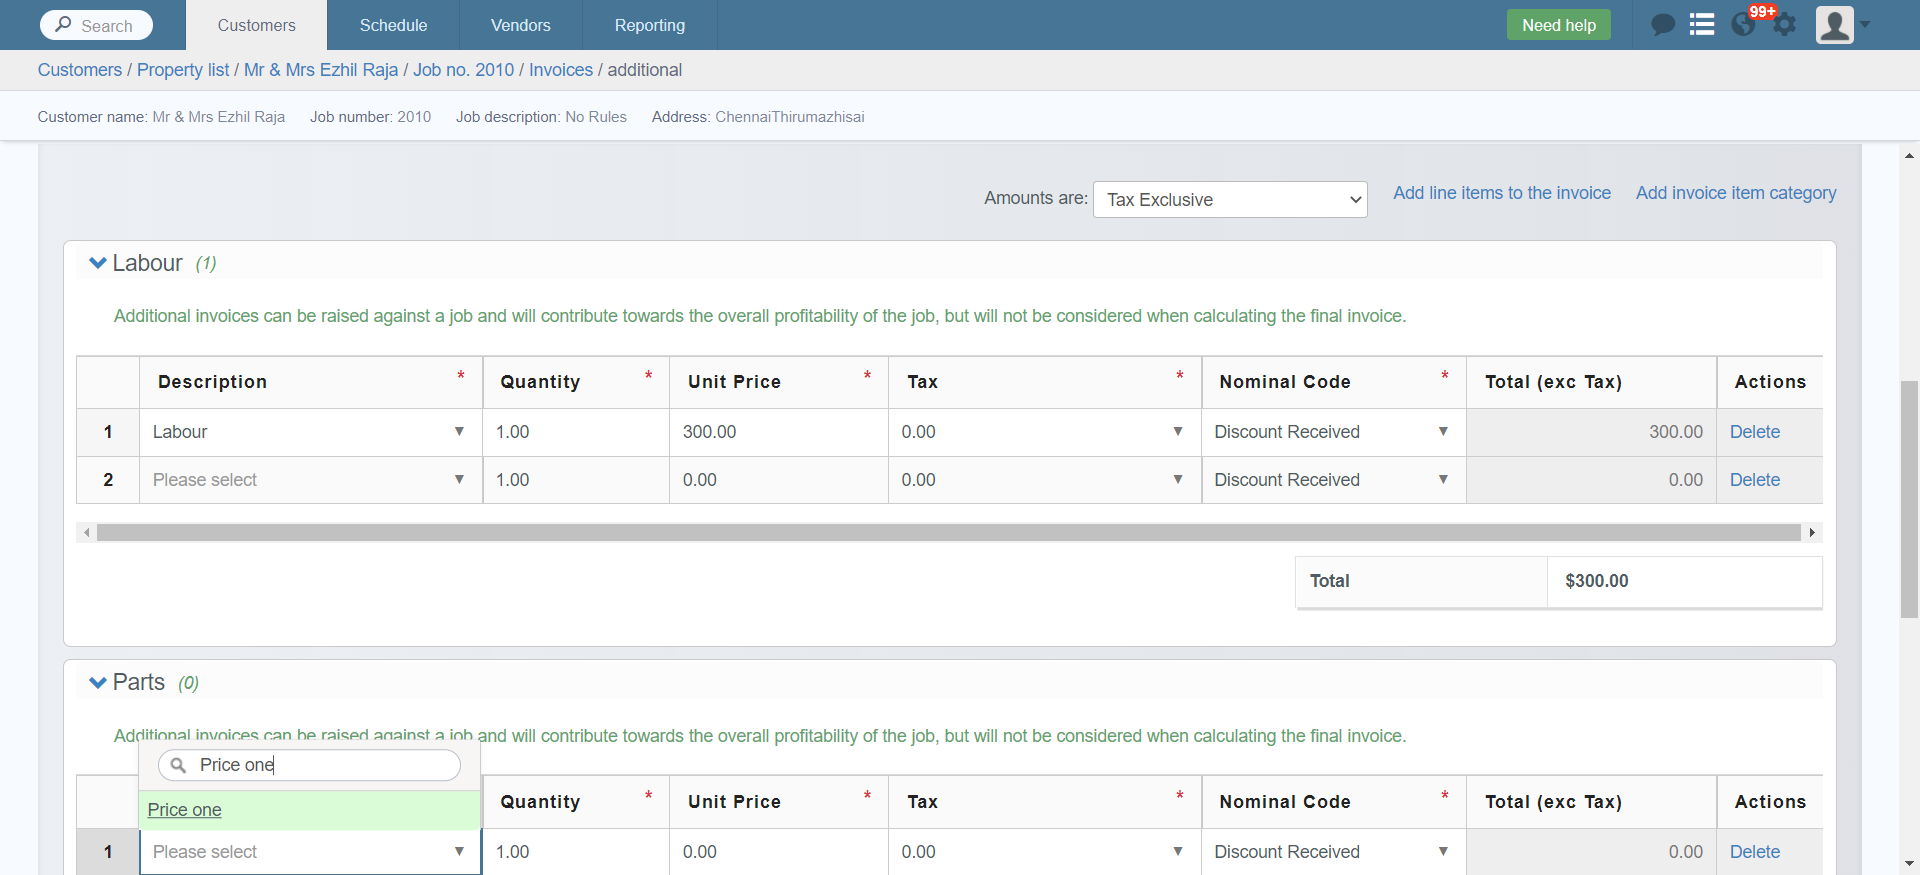 Search Customers Schedule Vendors Reporting Need help 99+
Customers / Property list / Mr & Mrs Ezhil Raja / Job no. 2010 / Invoices / additional
Customer name: Mr & Mrs Ezhil Raja Job number: 2010 Job description: No Rules Address: ChennaiThirumazhisai
Amounts are: Tax Exclusive Add line items to the invoice Add invoice item category
Labour (1)
Additional invoices can be raised against a job and will contribute towards the overall profitability of the job, but will not be considered when calculating the final invoice.
Description * Quantity * Unit Price * Tax * Nominal Code * Total (exc Tax) Actions
1 Labour 1.00 300.00 0.00 Discount Received 300.00 Delete
2 Please select 1.00 0.00 0.00 Discount Received 0.00 Delete
Total $300.00
Parts (0)
Additional invoices can be raised against a job and will contribute towards the overall profitability of the job, but will not be considered when calculating the final invoice.
Price one
Price one
Quantity * Unit Price * Tax * Nominal Code * Total (exc Tax) Actions
1 Please select 1.00 0.00 0.00 Discount Received 0.00 Delete